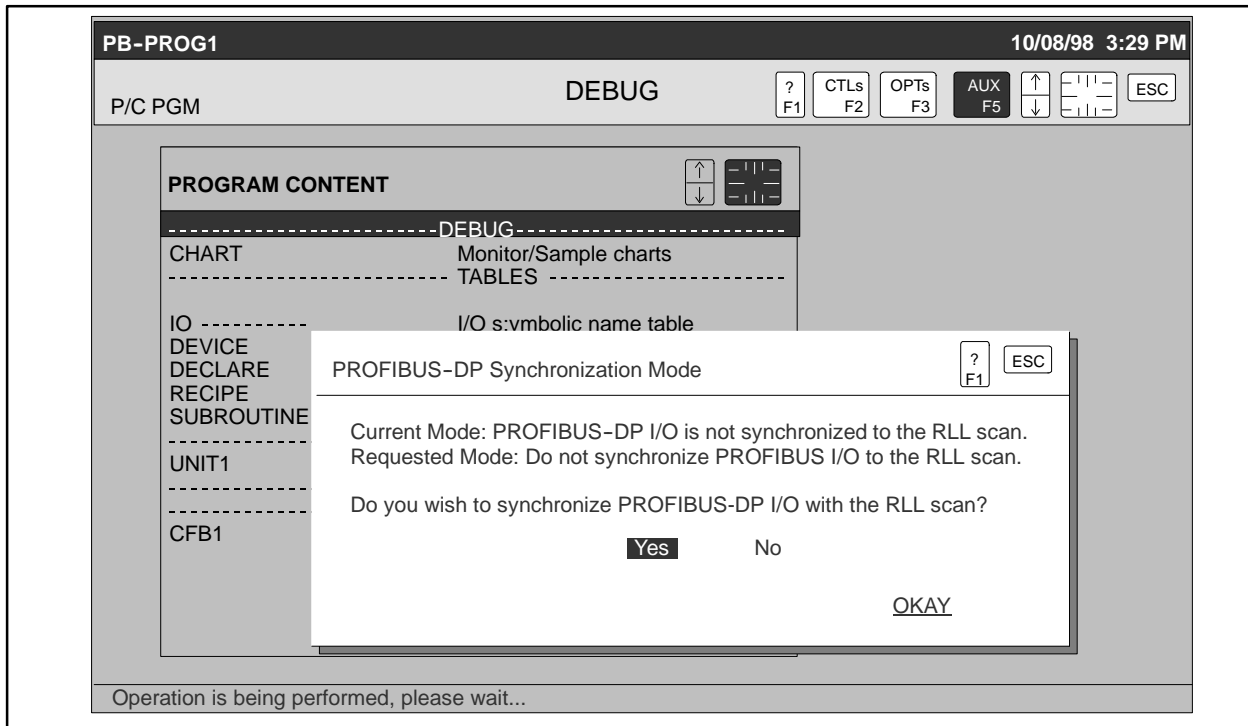 PB-PROG1 10/08/98 3:29 PM
P/C PGM DEBUG ? F1 CTLs F2 OPTs F3 AUX F5 ↑ ↓ ESC
PROGRAM CONTENT ↑ ↓
--------------------------DEBUG--------------------------
CHART Monitor/Sample charts
--------------------------- TABLES ------------------------
IO ---------- I/O s:ymbolic name table
DEVICE
DECLARE
RECIPE
SUBROUTINE
UNIT1
CFB1
PROFIBUS-DP Synchronization Mode ? F1 ESC
Current Mode: PROFIBUS-DP I/O is not synchronized to the RLL scan.
Requested Mode: Do not synchronize PROFIBUS I/O to the RLL scan.
Do you wish to synchronize PROFIBUS-DP I/O with the RLL scan?
Yes No
OKAY
Operation is being performed, please wait...